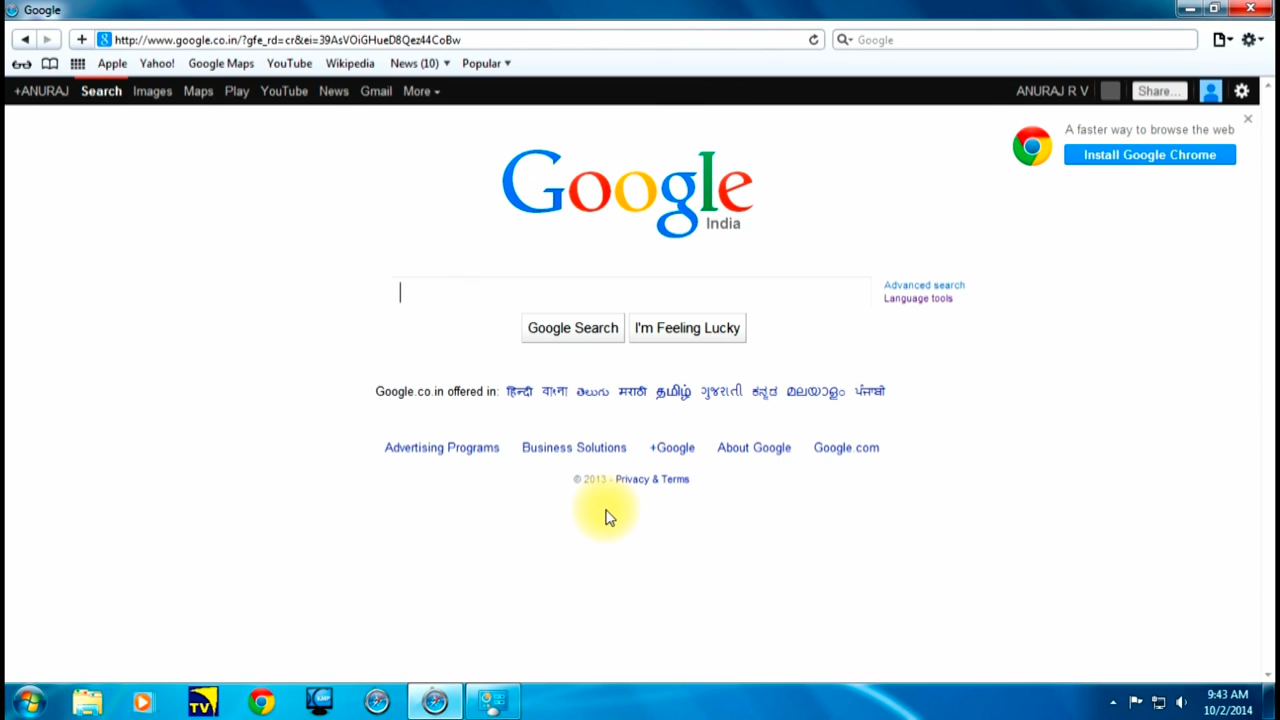 Google
http://www.google.co.in/?gfe_rd=cr&ei=39AsVOiGHueD8Qez44CoBw
Google
Apple Yahoo! Google Maps YouTube Wikipedia News (10) Popular
+ANURAJ Search Images Maps Play YouTube News Gmail More
ANURAJ R V Share...
A faster way to browse the web
Install Google Chrome
Google
India
Advanced search
Language tools
Google Search I'm Feeling Lucky
Google.co.in offered in: हिन्दी বাংলা తెలుగు मराठी தமிழ் ગુજરાતી ಕನ್ನಡ മലയാളം ਪੰਜਾਬੀ
Advertising Programs Business Solutions +Google About Google Google.com
© 2013 - Privacy & Terms
TV
KMP
9:43 AM
10/2/2014